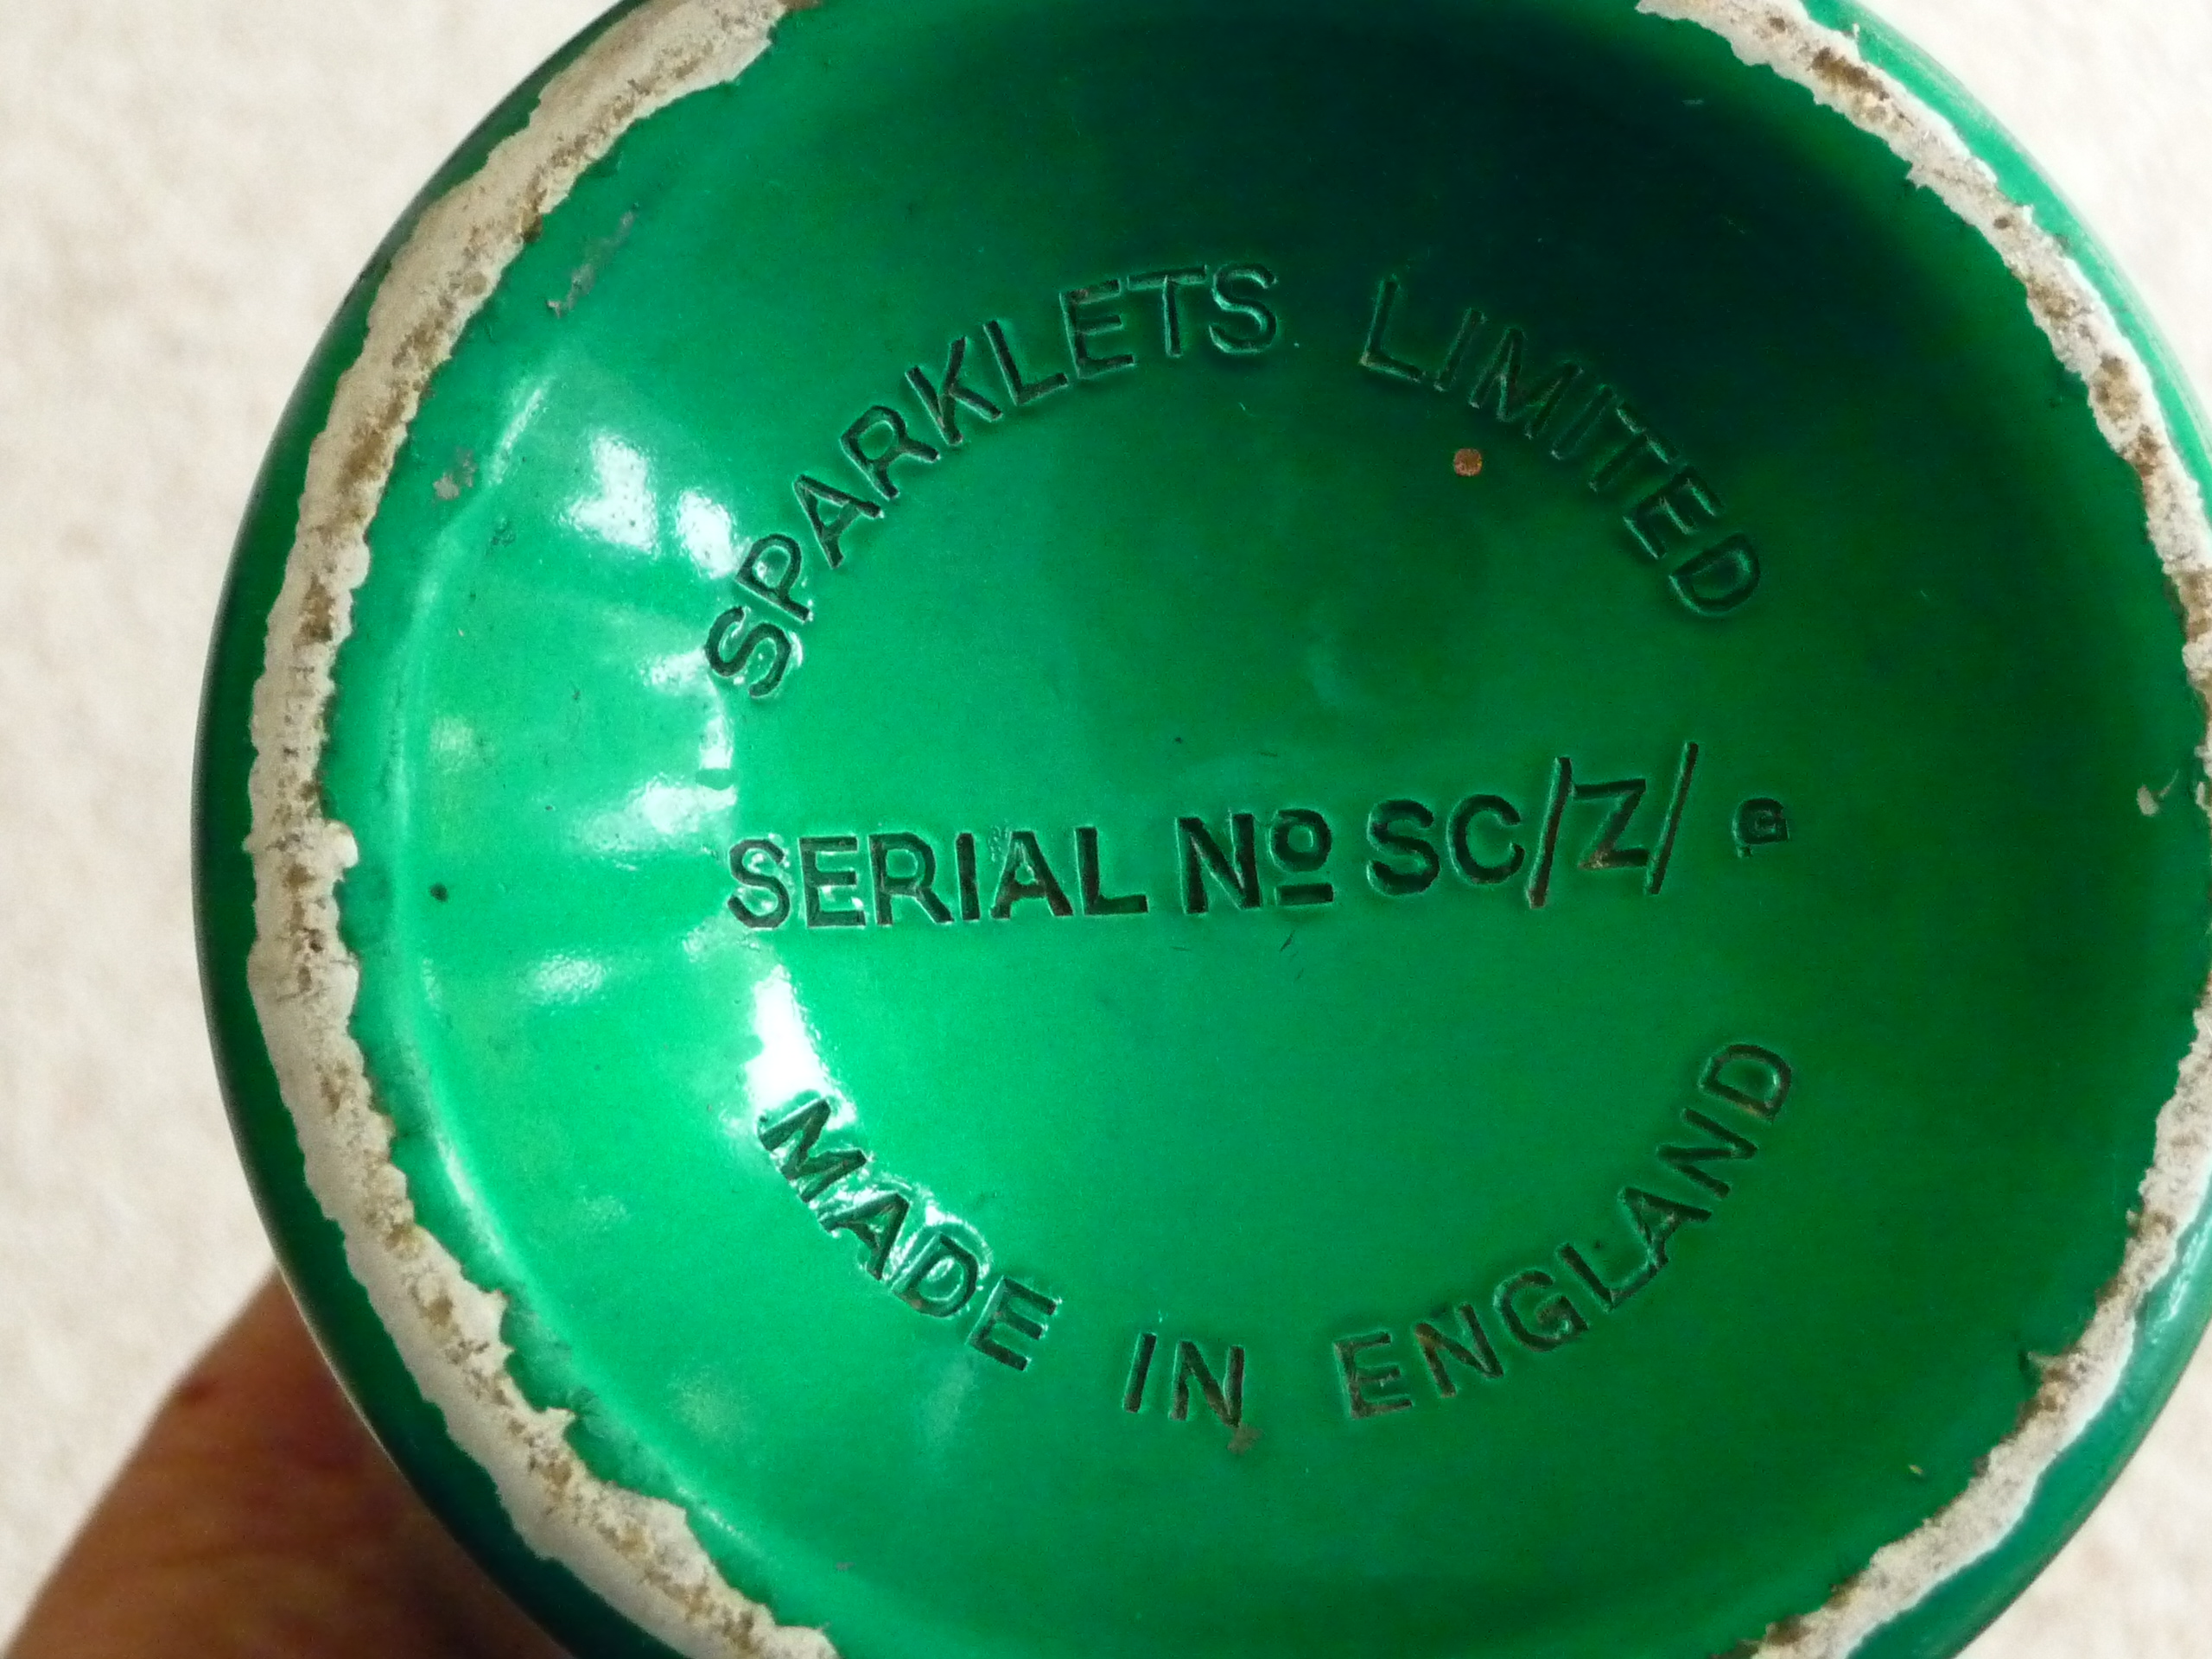 SPARKLETS LIMITED
SERIAL Nº SC/Z/ G
MADE IN ENGLAND